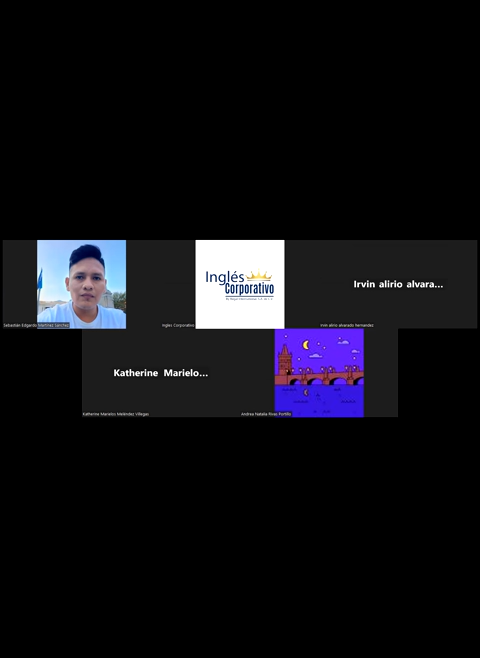 Inglés
Corporativo
Irvin alirio alvara...
Sebastián Edgardo Martínez Sánchez
Inglés Corporativo
Irvin alirio alvarado hernandez
Katherine Marielo...
Katherine Marielos Meléndez Villegas
Andrea Natalia Rivas Portillo